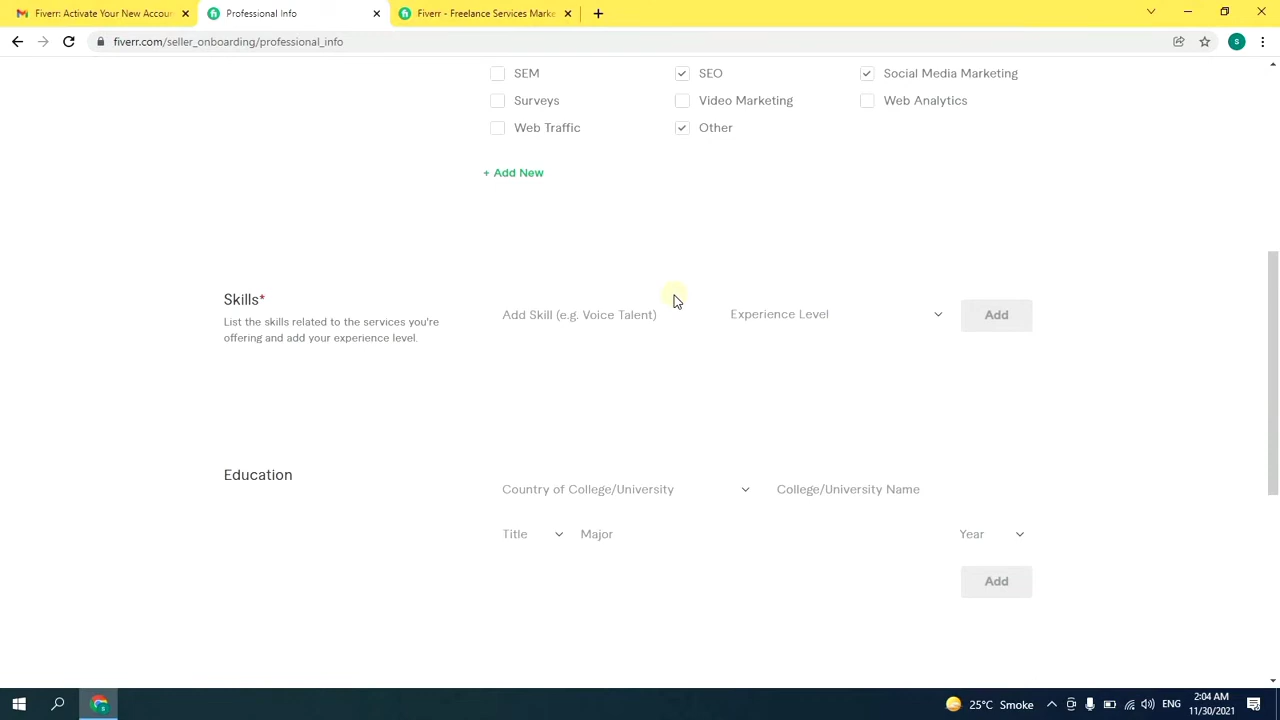 Fiverr: Activate Your New Accou
Professional Info
Fiverr - Freelance Services Marke
fiverr.com/seller_onboarding/professional_info
s
SEM
SEO
Social Media Marketing
Surveys
Video Marketing
Web Analytics
Web Traffic
Other
+ Add New
Skills*
List the skills related to the services you're
offering and add your experience level.
Add Skill (e.g. Voice Talent)
Experience Level
Add
Education
Country of College/University
College/University Name
Title
Major
Year
Add
25°C Smoke
ENG
2:04 AM
11/30/2021